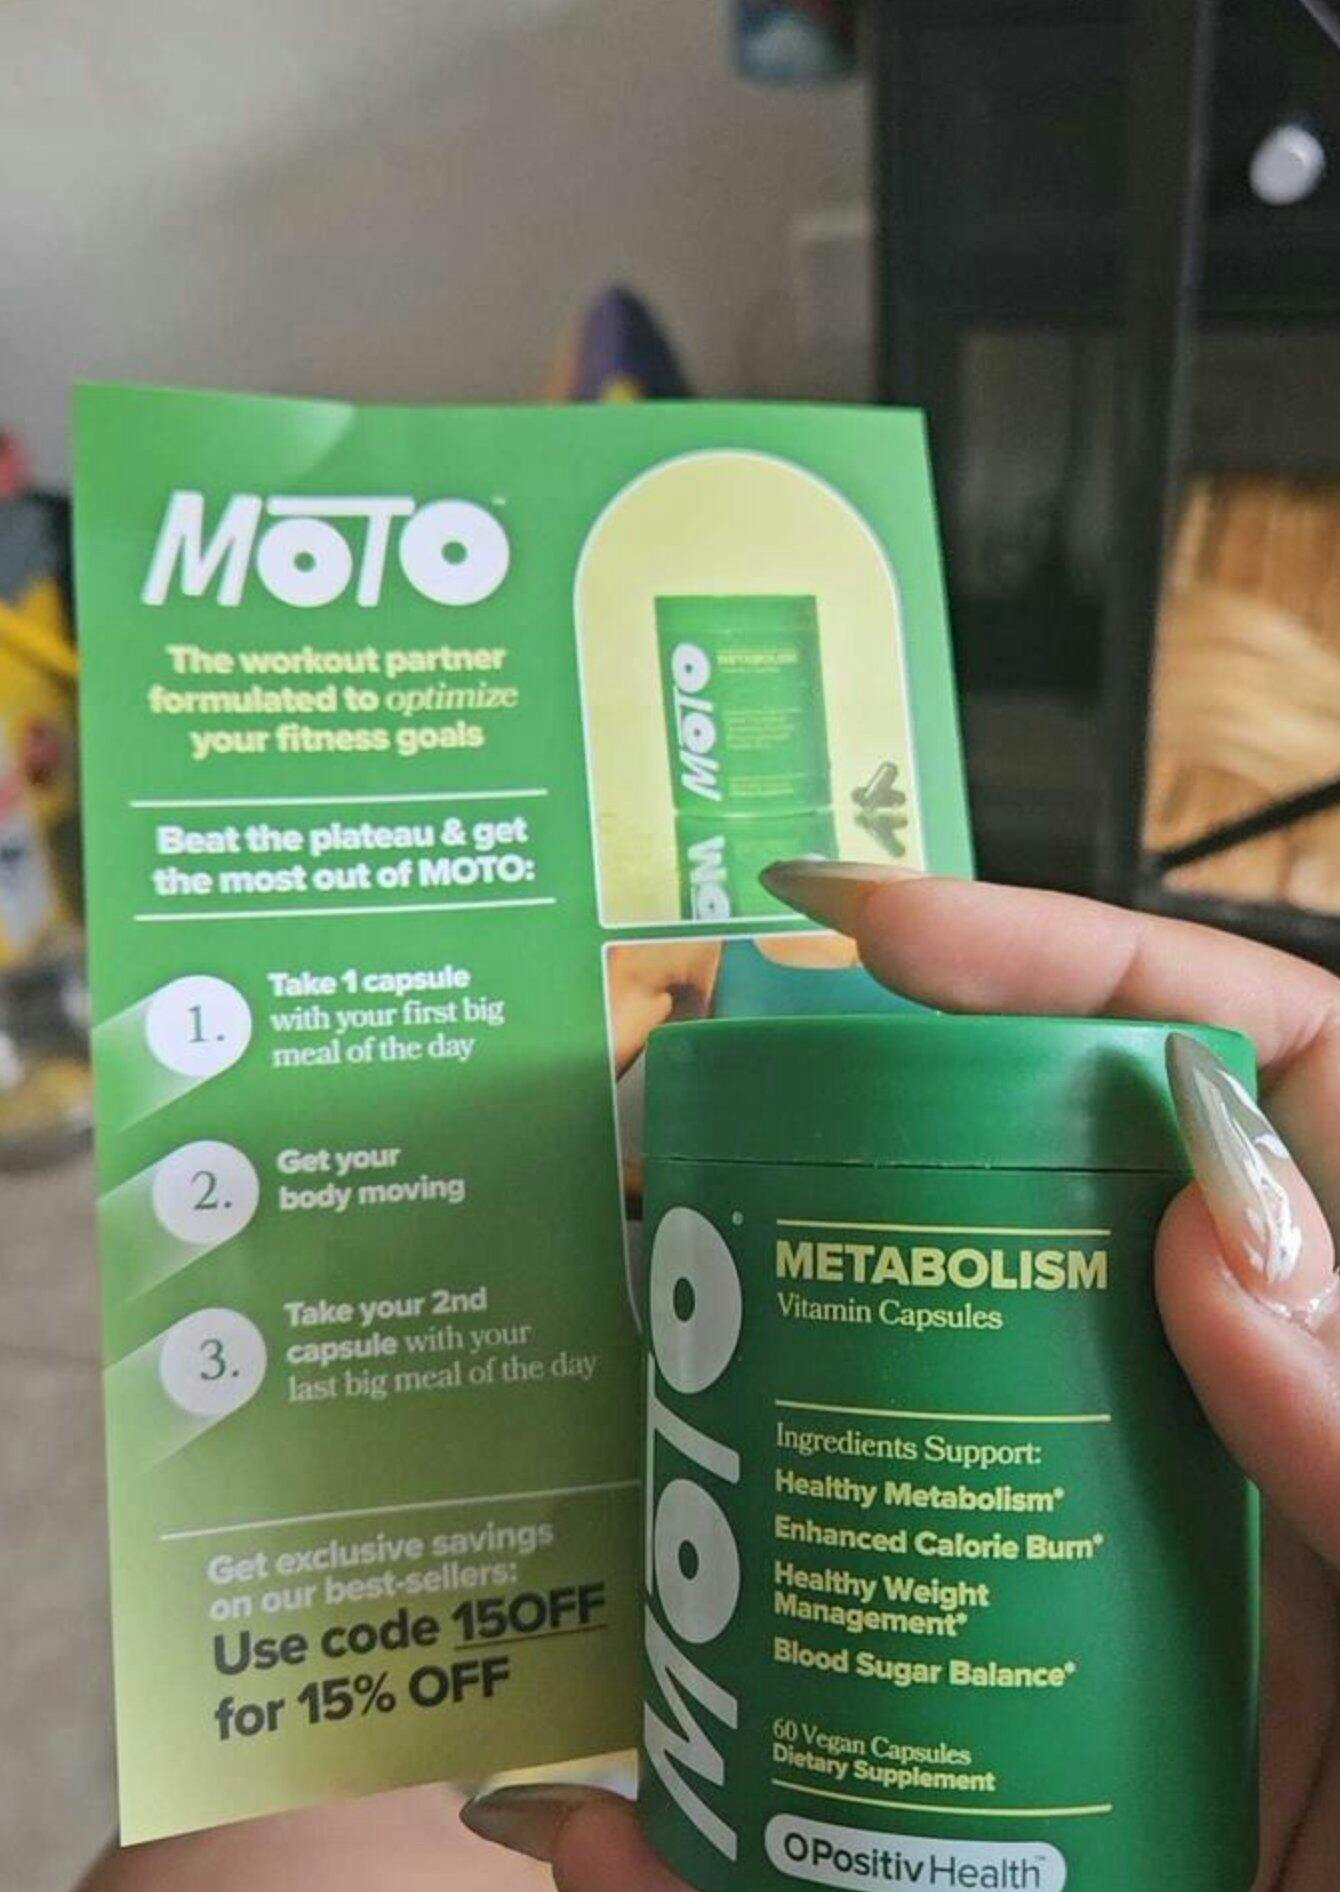 MOTO™
The workout partner
formulated to optimize
your fitness goals
Beat the plateau & get
the most out of MOTO:
1.
Take 1 capsule
with your first big
meal of the day
2.
Get your
body moving
3.
Take your 2nd
capsule with your
last big meal of the day
Get exclusive savings
on our best-sellers:
Use code 15OFF
for 15% OFF
MOTO
METABOLISM
MOTO®
METABOLISM
Vitamin Capsules
Ingredients Support:
Healthy Metabolism*
Enhanced Calorie Burn*
Healthy Weight
Management*
Blood Sugar Balance*
60 Vegan Capsules
Dietary Supplement
OPositiv Health™